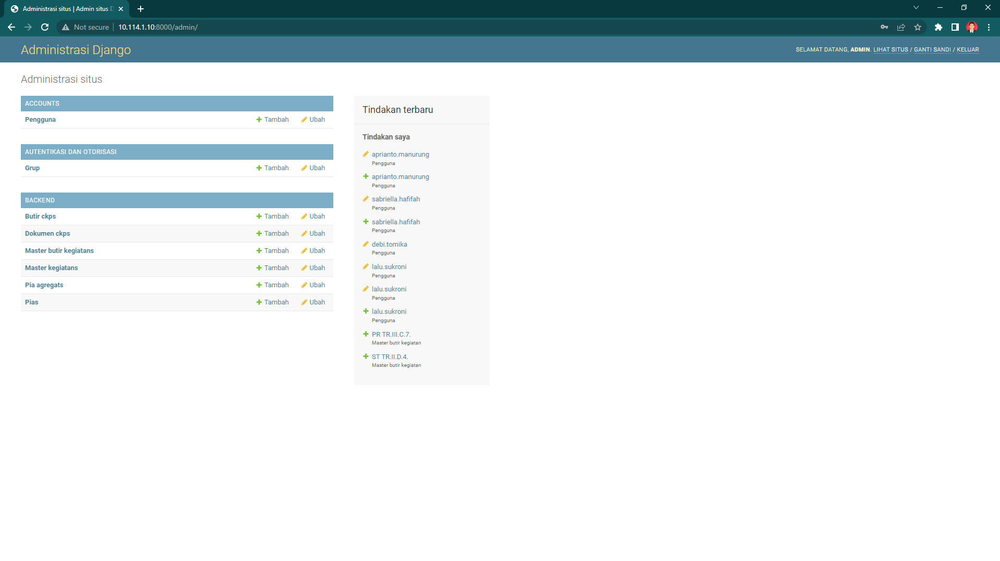 Administrasi situs | Admin situs D
Not secure
10.114.1.10:8000/admin/
Administrasi Django
SELAMAT DATANG, ADMIN. LIHAT SITUS / GANTI SANDI / KELUAR
Administrasi situs
ACCOUNTS
Pengguna Tambah Ubah
AUTENTIKASI DAN OTORISASI
Grup Tambah Ubah
BACKEND
Butir ckps Tambah Ubah
Dokumen ckps Tambah Ubah
Master butir kegiatans Tambah Ubah
Master kegiatans Tambah Ubah
Pia agregats Tambah Ubah
Pias Tambah Ubah
Tindakan terbaru
Tindakan saya
aprianto.manurung
Pengguna
aprianto.manurung
Pengguna
sabriella.hafifah
Pengguna
sabriella.hafifah
Pengguna
debi.tomika
Pengguna
lalu.sukroni
Pengguna
lalu.sukroni
Pengguna
lalu.sukroni
Pengguna
PR TR.III.C.7.
Master butir kegiatan
ST TR.II.D.4.
Master butir kegiatan